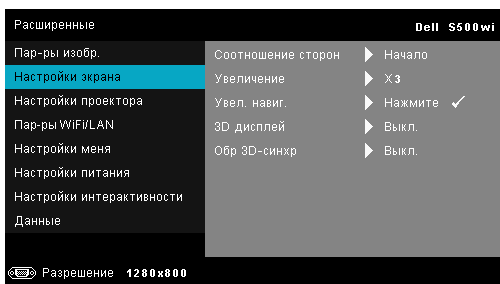 Расширенные Dell S500wi
Пар-ры изобр.
Настройки экрана
Настройки проектора
Пар-ры WiFi/LAN
Настройки меня
Настройки питания
Настройки интерактивности
Данные
Соотношение сторон Начало
Увеличение X3
Увел. навиг. Нажмите ✓
3D дисплей Выкл.
Обр 3D-синхр Выкл.
Разрешение 1280x800